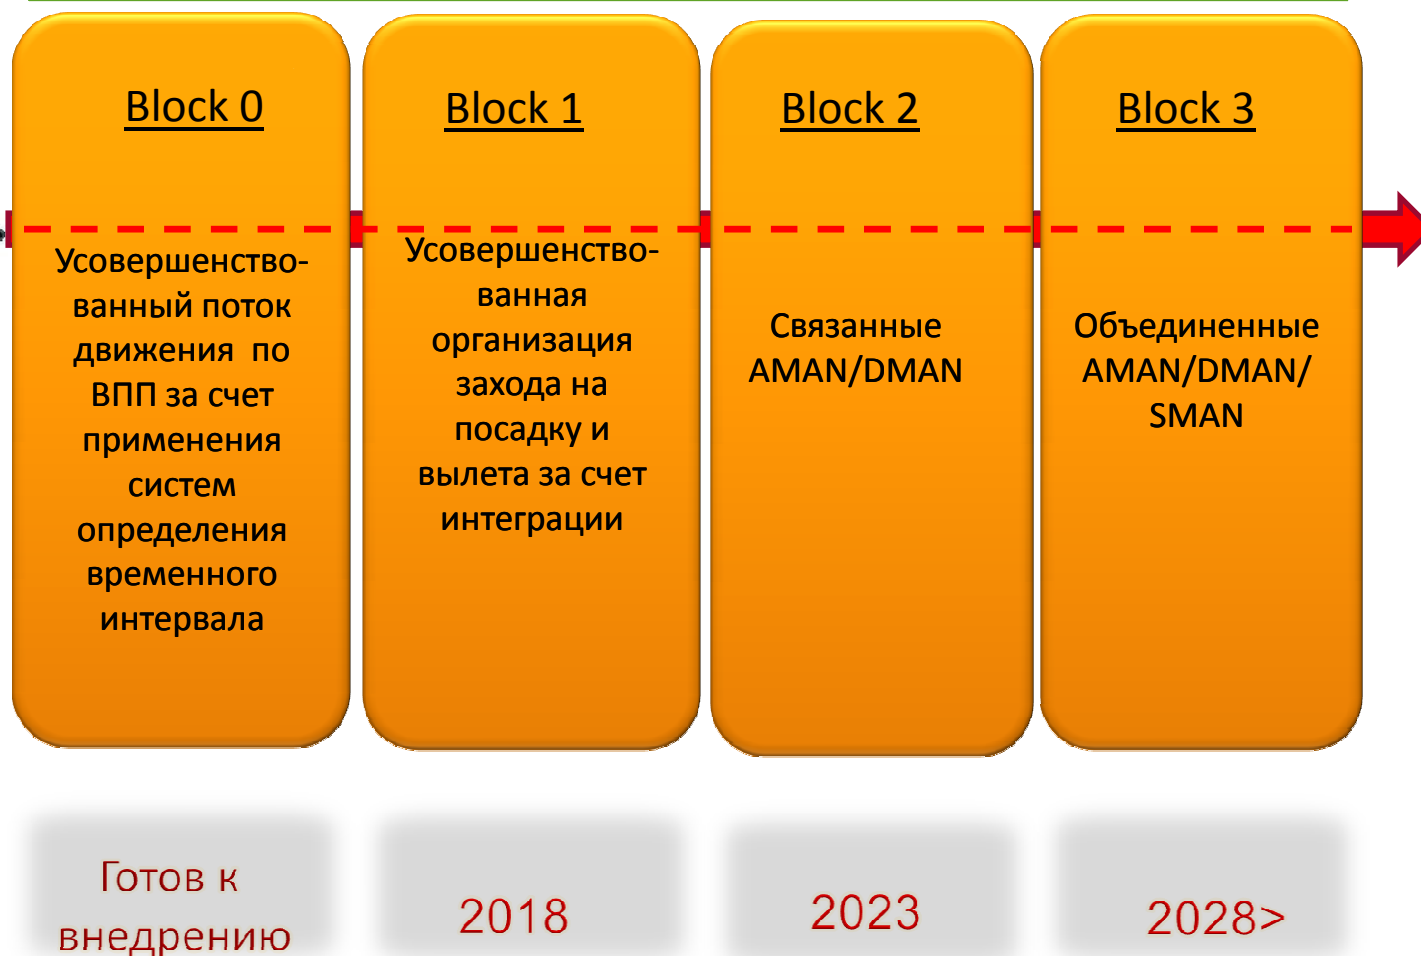 Block 0
Усовершенство-
ванный поток
движения по
ВПП за счет
применения
систем
определения
временного
интервала
Block 1
Усовершенство-
ванная
организация
захода на
посадку и
вылета за счет
интеграции
Block 2
Связанные
AMAN/DMAN
Block 3
Объединенные
AMAN/DMAN/
SMAN
Готов к
внедрению
2018
2023
2028>